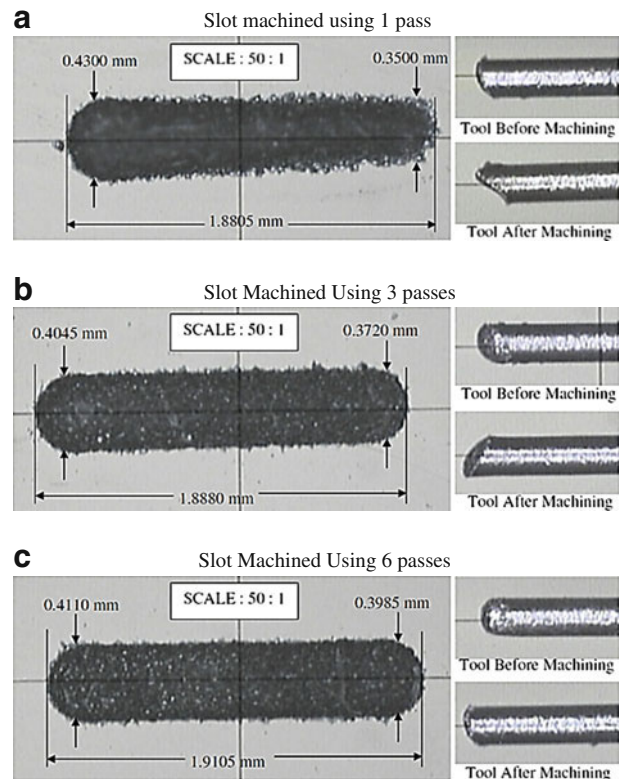 a
Slot machined using 1 pass
0.4300 mm
SCALE : 50 : 1
0.3500 mm
1.8805 mm
Tool Before Machining
Tool After Machining
b
Slot Machined Using 3 passes
0.4045 mm
SCALE : 50 : 1
0.3720 mm
1.8880 mm
Tool Before Machining
Tool After Machining
c
Slot Machined Using 6 passes
0.4110 mm
SCALE : 50 : 1
0.3985 mm
1.9105 mm
Tool Before Machining
Tool After Machining